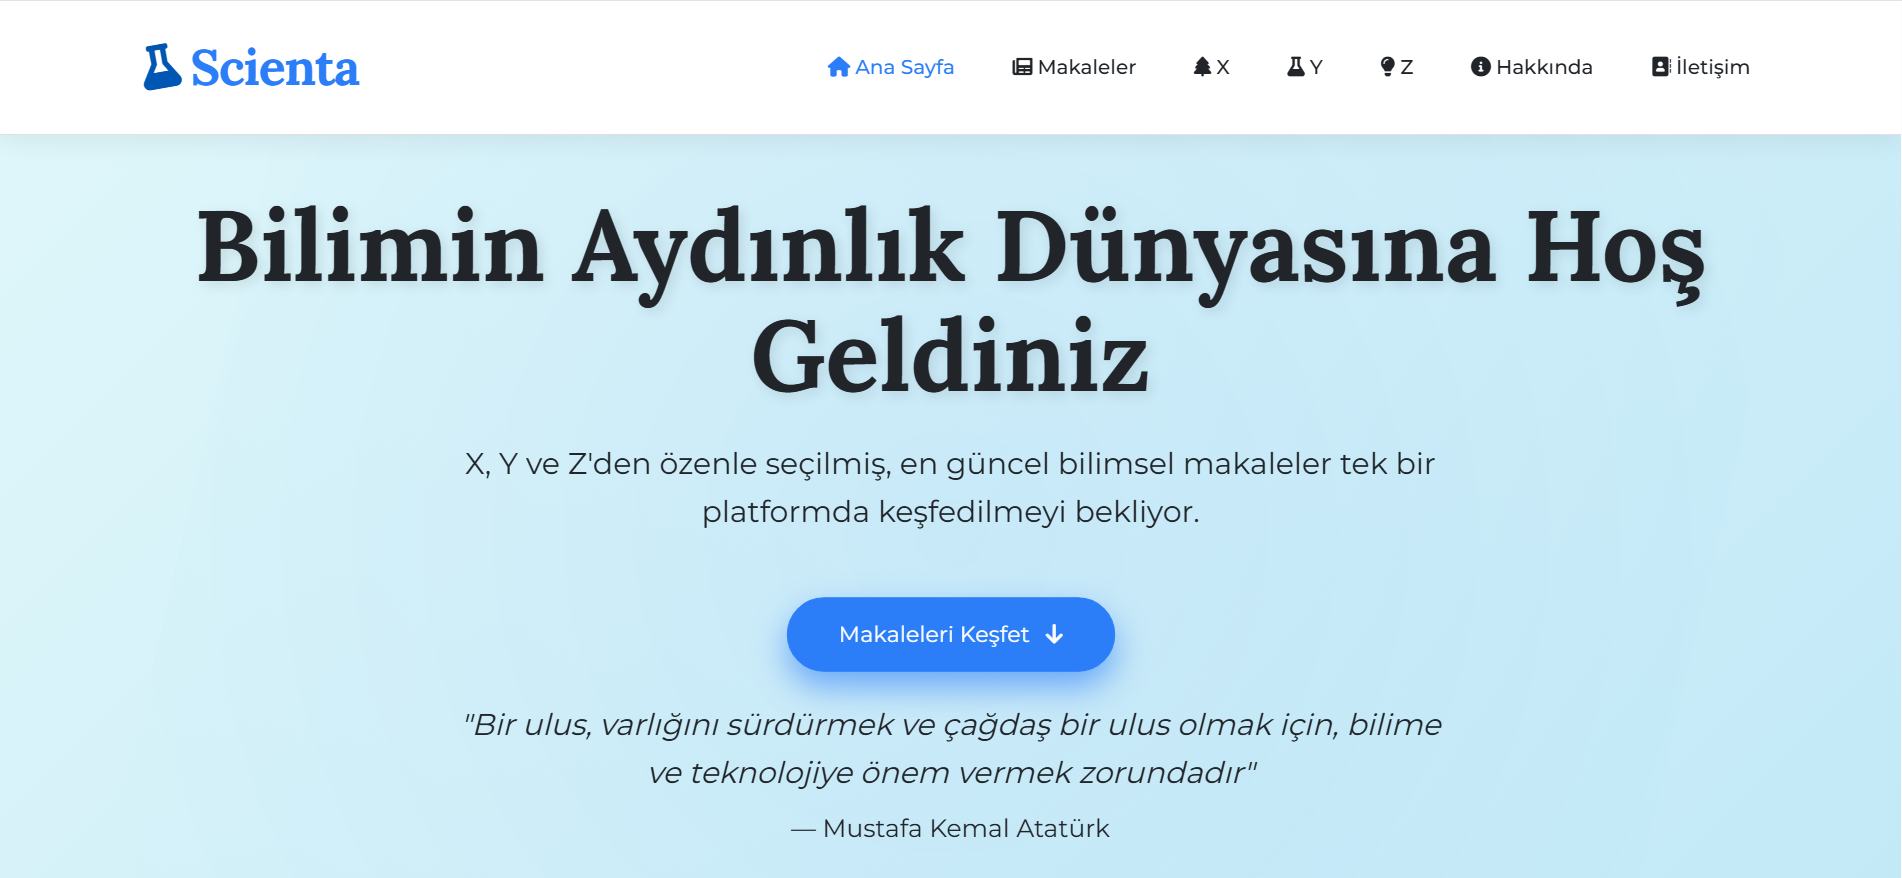 Scienta
Ana Sayfa
Makaleler
X
Y
Z
Hakkında
İletişim
Bilimin Aydınlık Dünyasına Hoş
Geldiniz
X, Y ve Z'den özenle seçilmiş, en güncel bilimsel makaleler tek bir
platformda keşfedilmeyi bekliyor.
Makaleleri Keşfet
"Bir ulus, varlığını sürdürmek ve çağdaş bir ulus olmak için, bilime
ve teknolojiye önem vermek zorundadır"
— Mustafa Kemal Atatürk